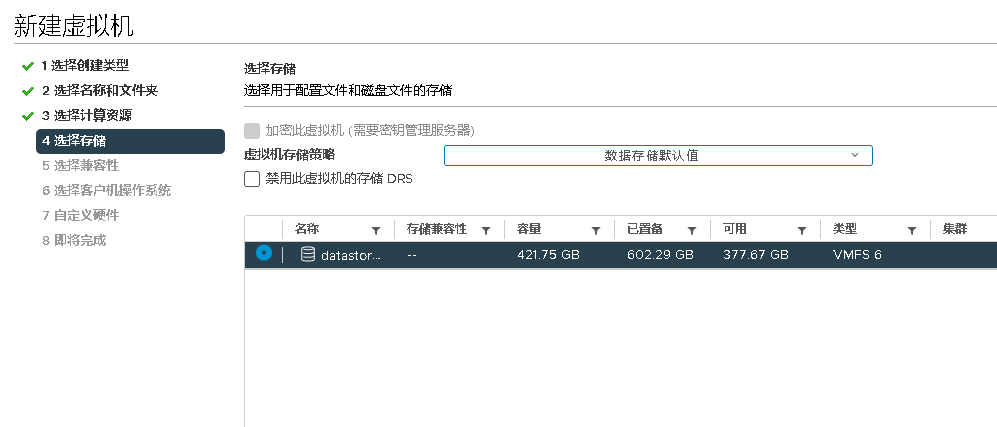 新建虚拟机
1 选择创建类型
2 选择名称和文件夹
3 选择计算资源
4 选择存储
5 选择兼容性
6 选择客户机操作系统
7 自定义硬件
8 即将完成
选择存储
选择用于配置文件和磁盘文件的存储
加密此虚拟机 (需要密钥管理服务器)
虚拟机存储策略 数据存储默认值
禁用此虚拟机的存储 DRS
名称 存储兼容性 容量 已置备 可用 类型 集群
datastor... -- 421.75 GB 602.29 GB 377.67 GB VMFS 6